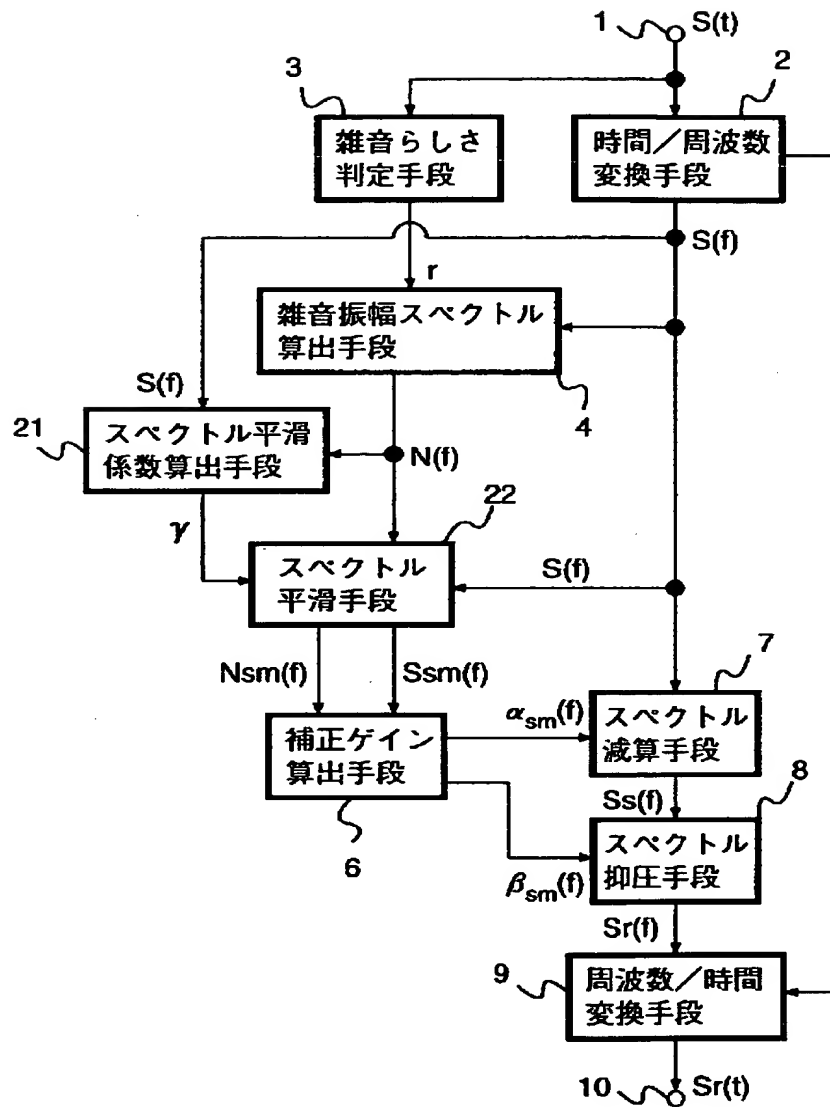 1
S(t)
3
2
雑音らしさ
判定手段
時間／周波数
変換手段
S(f)
r
雑音振幅スペクトル
算出手段
S(f)
4
21
スペクトル平滑
係数算出手段
N(f)
22
γ
スペクトル
平滑手段
S(f)
Nsm(f)
Ssm(f)
7
補正ゲイン
算出手段
αsm(f)
スペクトル
減算手段
6
Ss(f)
8
βsm(f)
スペクトル
抑圧手段
Sr(f)
9
周波数／時間
変換手段
10
Sr(t)